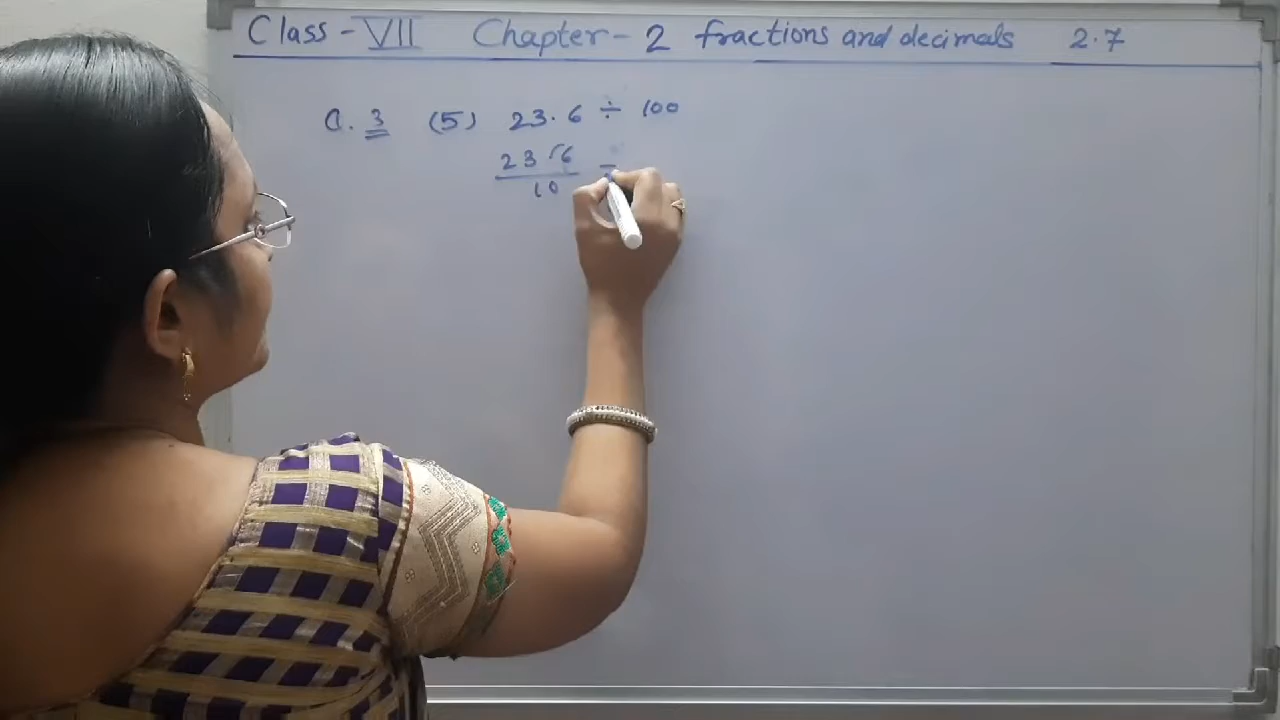 Class - VII Chapter - 2 fractions and decimals 2.7
Q. 3 (5) 23.6 ÷ 100
236
10